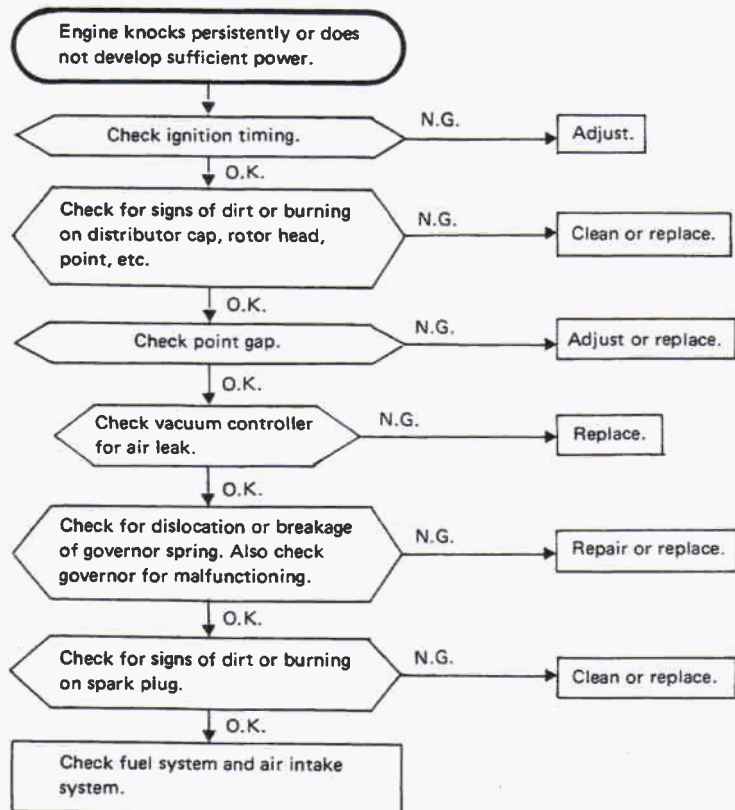 Engine knocks persistently or does
not develop sufficient power.
Check ignition timing.
N.G.
Adjust.
O.K.
Check for signs of dirt or burning
on distributor cap, rotor head,
point, etc.
N.G.
Clean or replace.
O.K.
Check point gap.
N.G.
Adjust or replace.
O.K.
Check vacuum controller
for air leak.
N.G.
Replace.
O.K.
Check for dislocation or breakage
of governor spring. Also check
governor for malfunctioning.
N.G.
Repair or replace.
O.K.
Check for signs of dirt or burning
on spark plug.
N.G.
Clean or replace.
O.K.
Check fuel system and air intake
system.